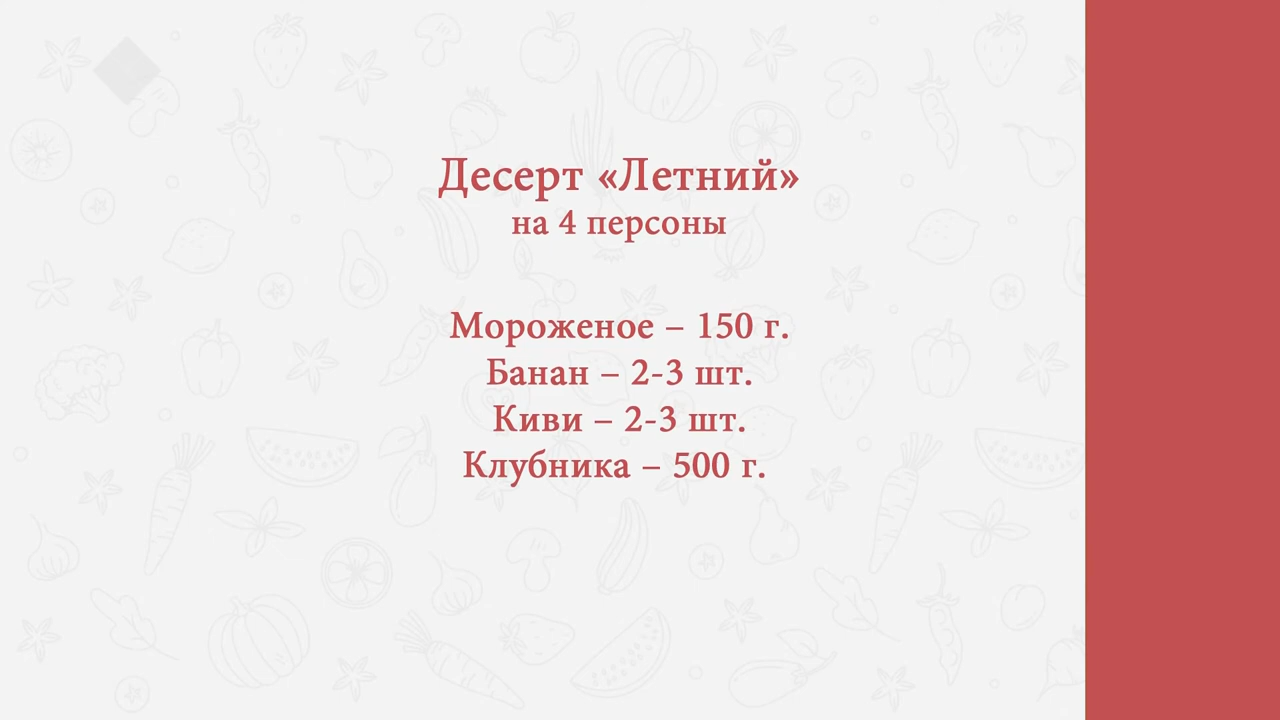 Десерт «Летний»
на 4 персоны
Мороженое – 150 г.
Банан – 2-3 шт.
Киви – 2-3 шт.
Клубника – 500 г.